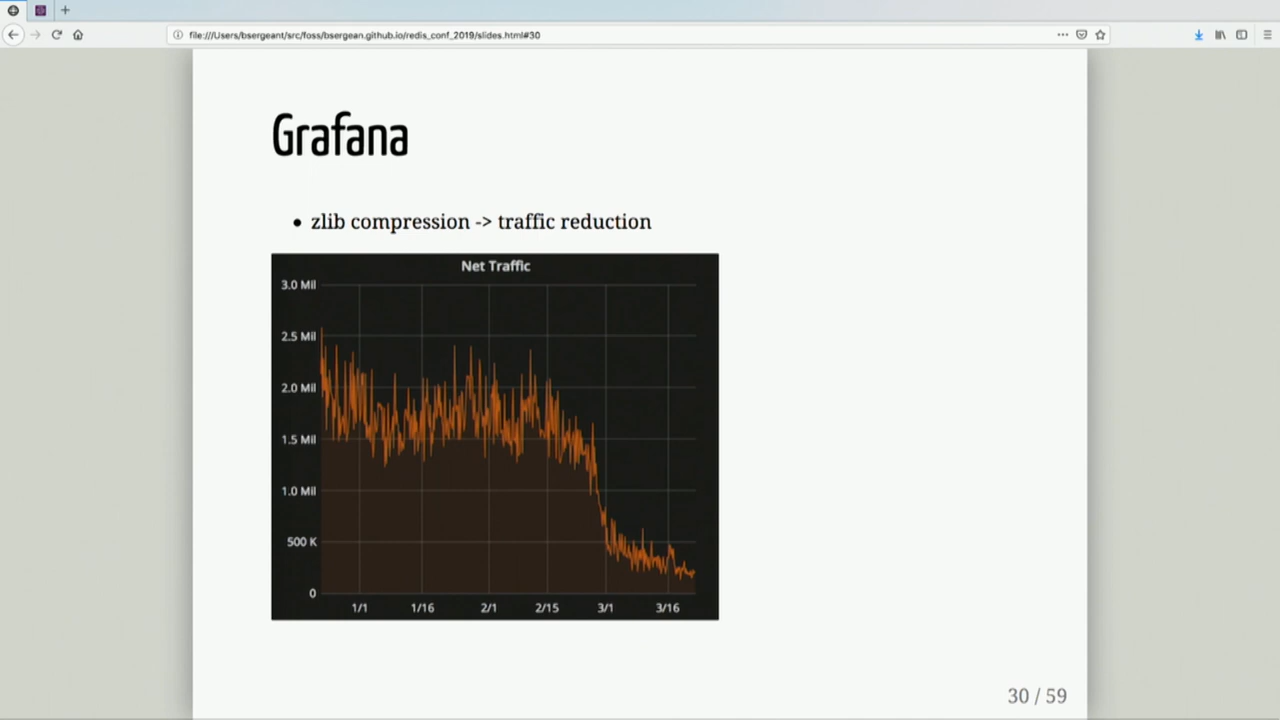 file:///Users/bsergeant/src/foss/bsergean.github.io/redis_conf_2019/slides.html#30
Grafana
• zlib compression -> traffic reduction
Net Traffic
3.0 Mil
2.5 Mil
2.0 Mil
1.5 Mil
1.0 Mil
500 K
0
1/1 1/16 2/1 2/15 3/1 3/16
30 / 59